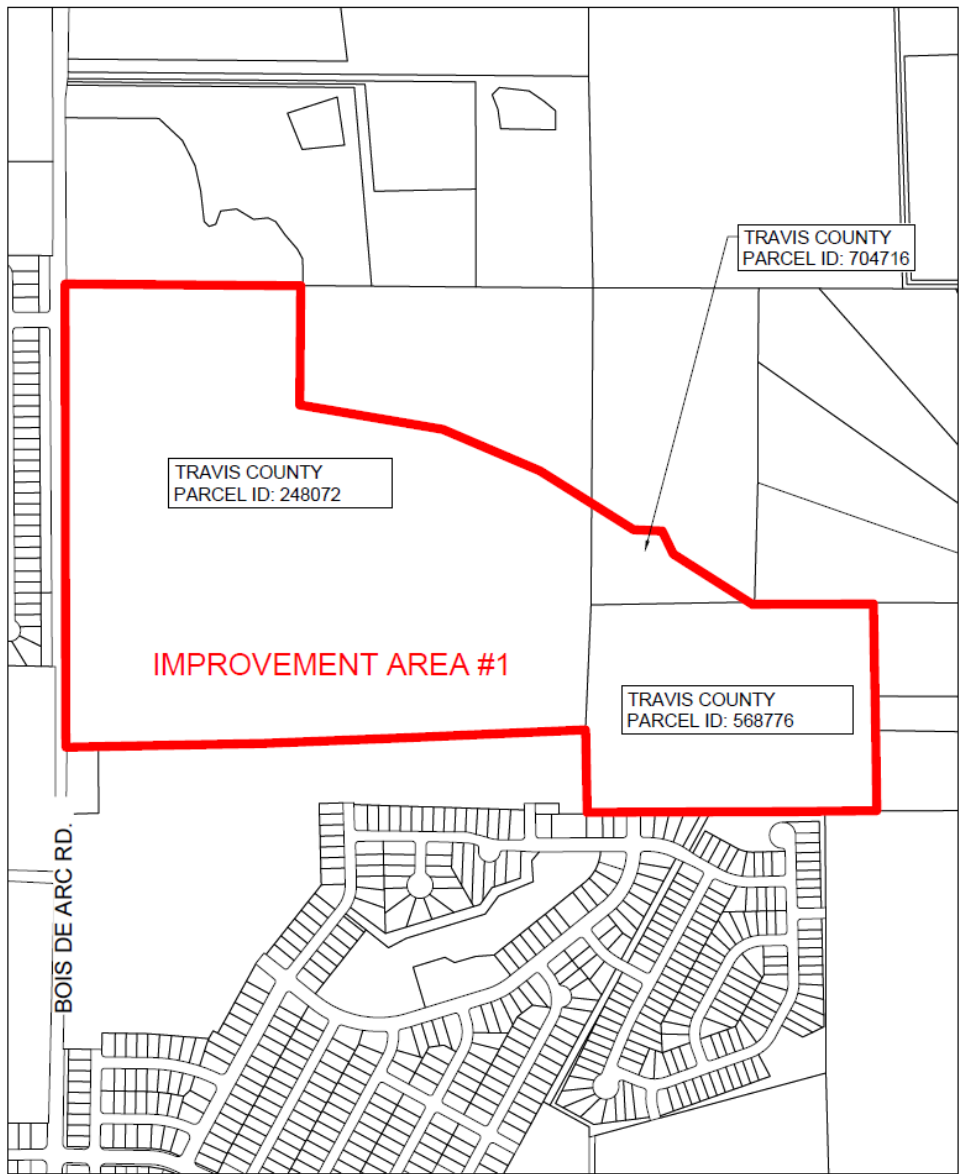 TRAVIS COUNTY
PARCEL ID: 704716
TRAVIS COUNTY
PARCEL ID: 248072
IMPROVEMENT AREA #1
TRAVIS COUNTY
PARCEL ID: 568776
BOIS DE ARC RD.